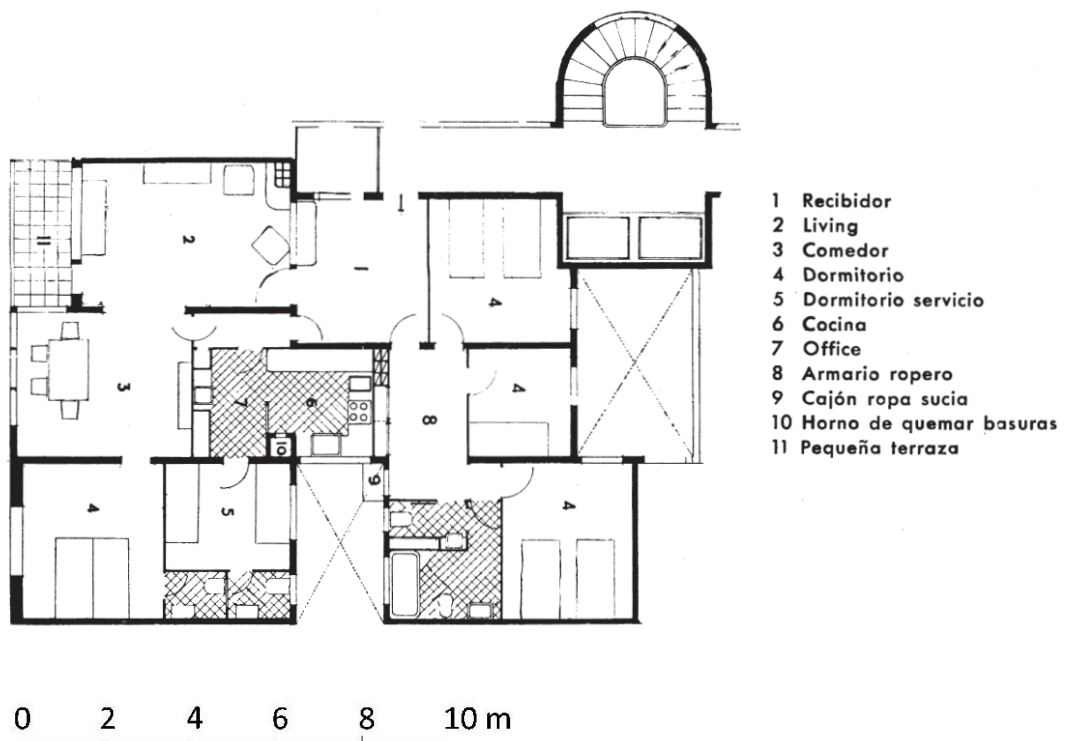 1 Recibidor
2 Living
3 Comedor
4 Dormitorio
5 Dormitorio servicio
6 Cocina
7 Office
8 Armario ropero
9 Cajón ropa sucia
10 Horno de quemar basuras
11 Pequeña terraza
11
2
1
4
3
7
6
10
8
4
9
4
5
4
0 2 4 6 8 10 m